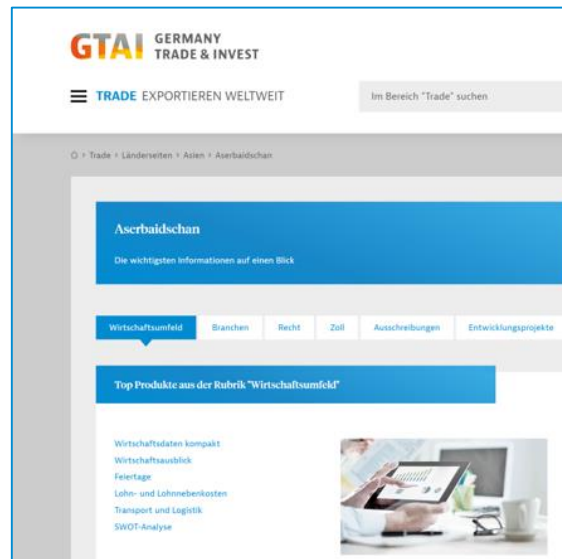 GTAI GERMANY
TRADE & INVEST
TRADE EXPORTIEREN WELTWEIT
Im Bereich "Trade" suchen
Trade › Länderseiten › Asien › Aserbaidschan
Aserbaidschan
Die wichtigsten Informationen auf einen Blick
Wirtschaftsumfeld Branchen Recht Zoll Ausschreibungen Entwicklungsprojekte
Top Produkte aus der Rubrik "Wirtschaftsumfeld"
Wirtschaftsdaten kompakt
Wirtschaftsausblick
Feiertage
Lohn- und Lohnnebenkosten
Transport und Logistik
SWOT-Analyse